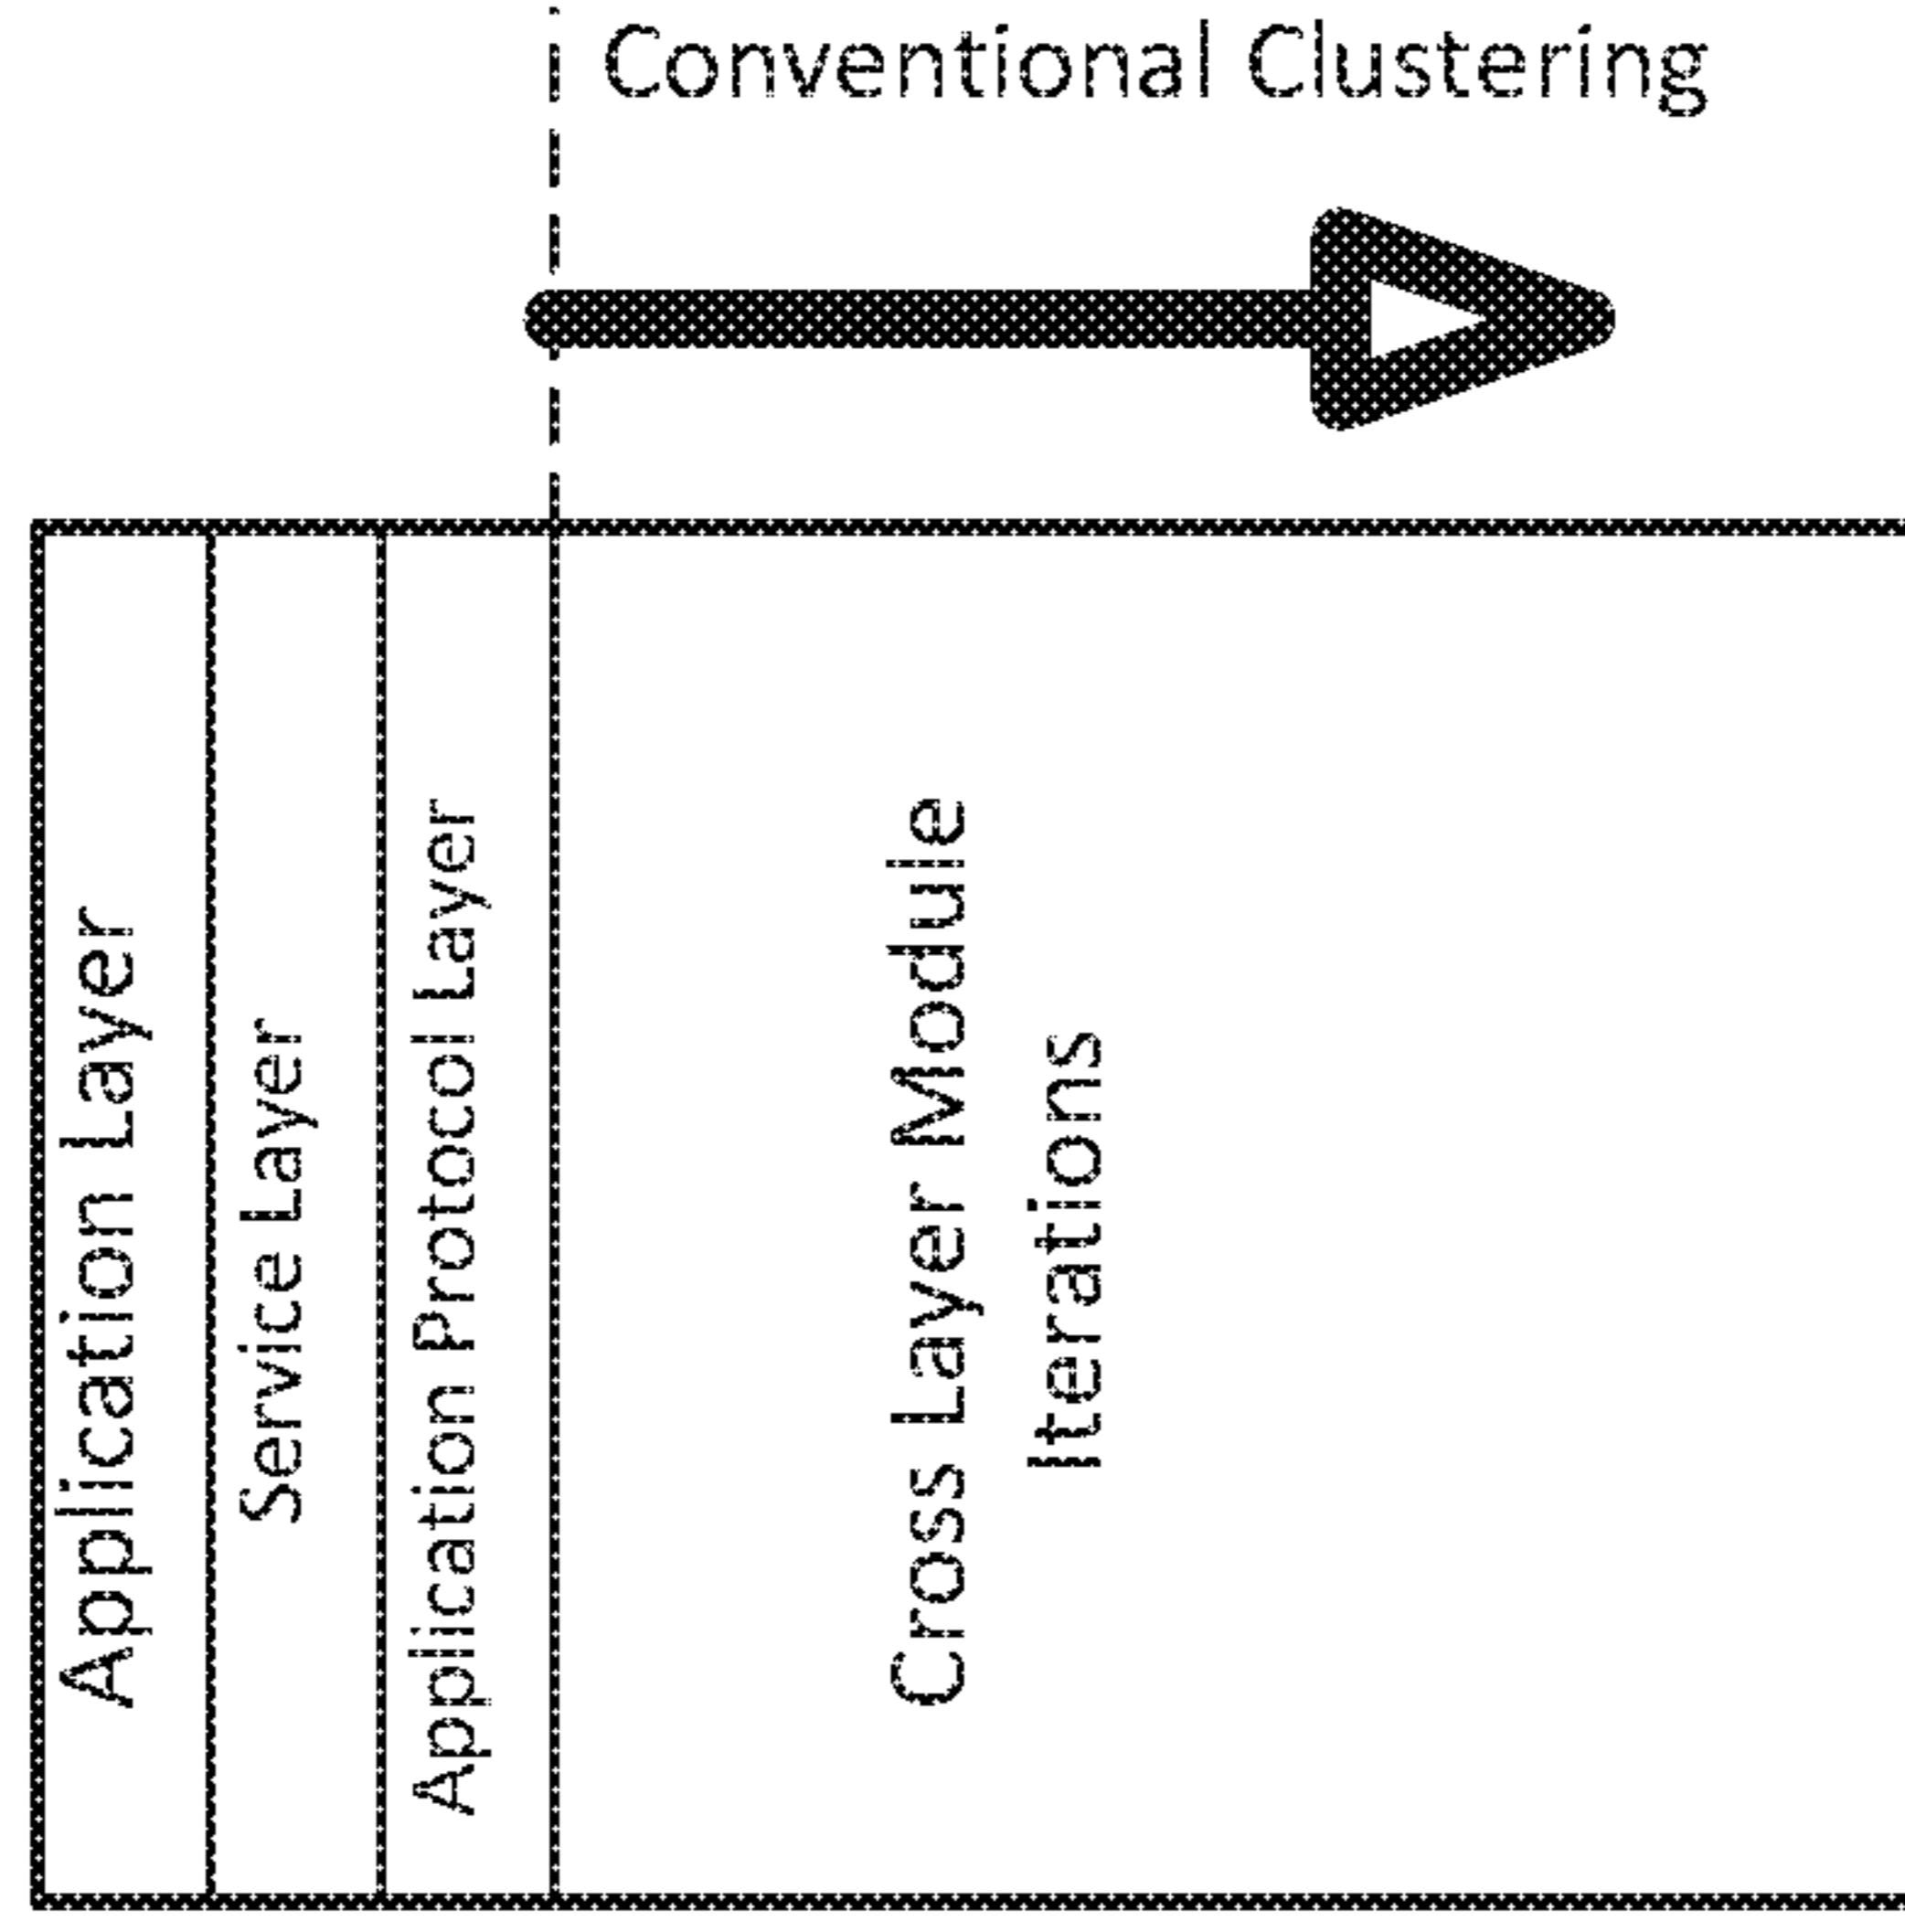 Conventional Clustering
Application Layer
Service Layer
Application Protocol Layer
Cross Layer Module
Iterations